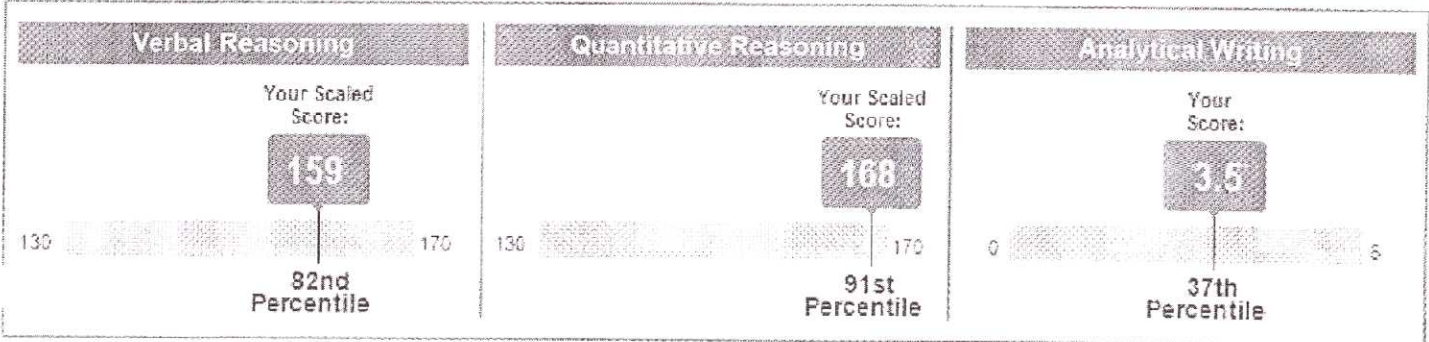 Verbal Reasoning
Your Scaled
Score:
159
130
170
82nd
Percentile
Quantitative Reasoning
Your Scaled
Score:
168
130
170
91st
Percentile
Analytical Writing
Your
Score:
3.5
0
6
37th
Percentile